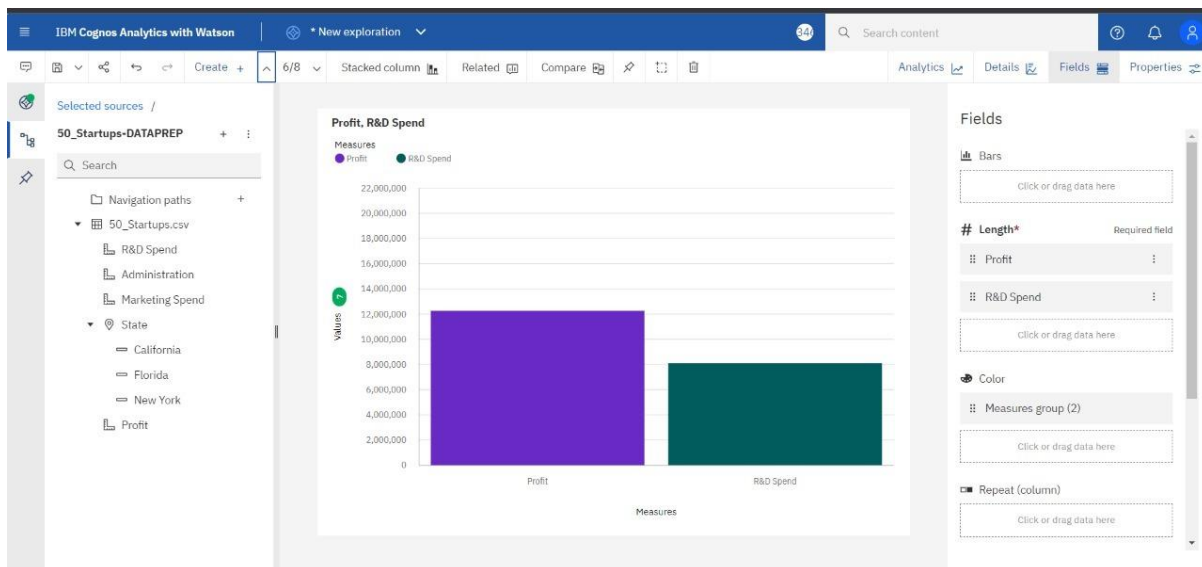 IBM Cognos Analytics with Watson
* New exploration
Search content
Create +
6/8
Stacked column
Related
Compare
Analytics
Details
Fields
Properties
Selected sources /
50_Startups-DATAPREP
Search
Navigation paths
50_Startups.csv
R&D Spend
Administration
Marketing Spend
State
California
Florida
New York
Profit
Profit, R&D Spend
Measures
Profit R&D Spend
22,000,000
20,000,000
18,000,000
16,000,000
14,000,000
12,000,000
10,000,000
8,000,000
6,000,000
4,000,000
2,000,000
0
Values
7
Profit R&D Spend
Measures
Fields
Bars
Click or drag data here
# Length* Required field
Profit
R&D Spend
Click or drag data here
Color
Measures group (2)
Click or drag data here
Repeat (column)
Click or drag data here